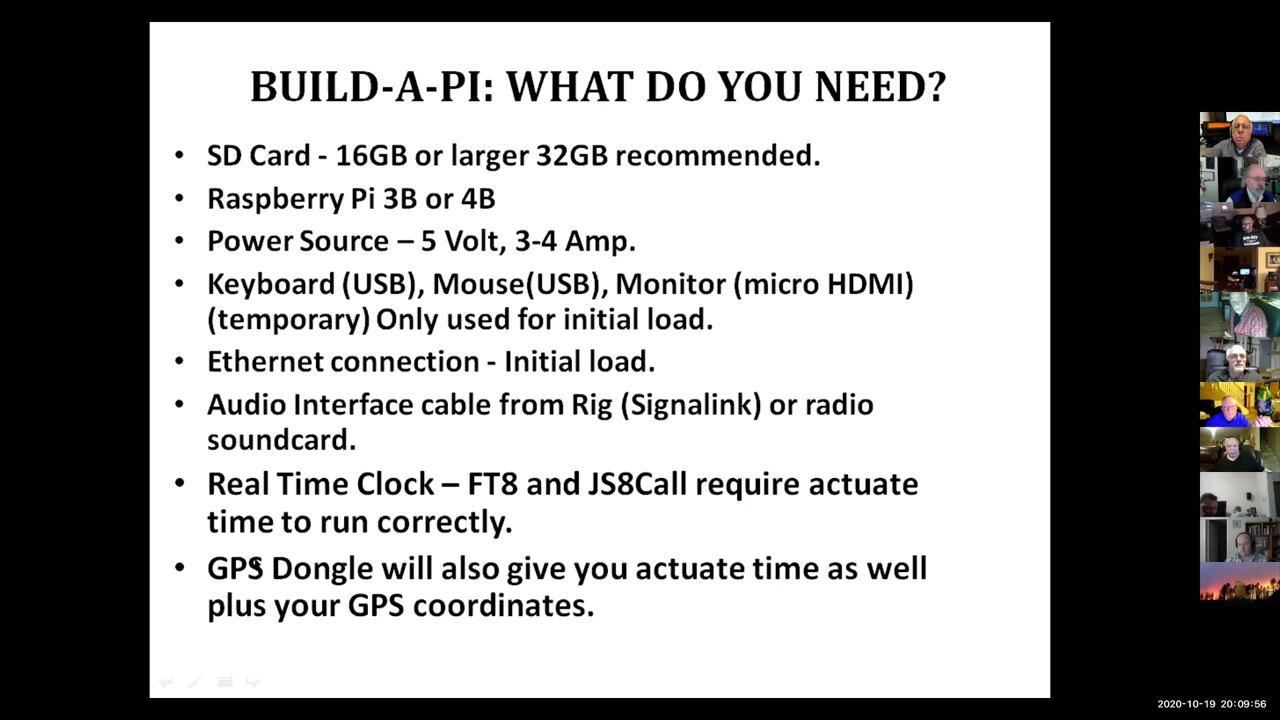 BUILD-A-PI: WHAT DO YOU NEED?
• SD Card - 16GB or larger 32GB recommended.
• Raspberry Pi 3B or 4B
• Power Source – 5 Volt, 3-4 Amp.
• Keyboard (USB), Mouse(USB), Monitor (micro HDMI)
(temporary) Only used for initial load.
• Ethernet connection - Initial load.
• Audio Interface cable from Rig (Signalink) or radio
soundcard.
• Real Time Clock – FT8 and JS8Call require actuate
time to run correctly.
• GPS Dongle will also give you actuate time as well
plus your GPS coordinates.
2020-10-19 20:09:56